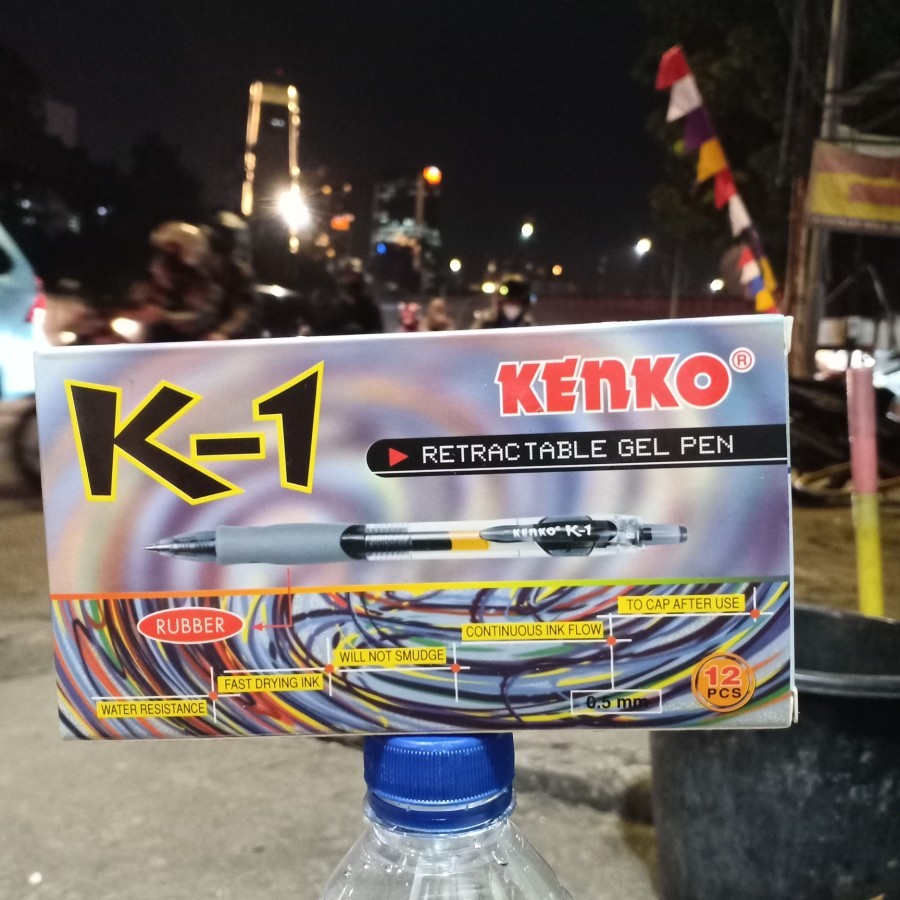 K-1
KENKO®
RETRACTABLE GEL PEN
KENKO® K-1
RUBBER
TO CAP AFTER USE
CONTINUOUS INK FLOW
WILL NOT SMUDGE
FAST DRYING INK
WATER RESISTANCE
0.5 mm
12
PCS